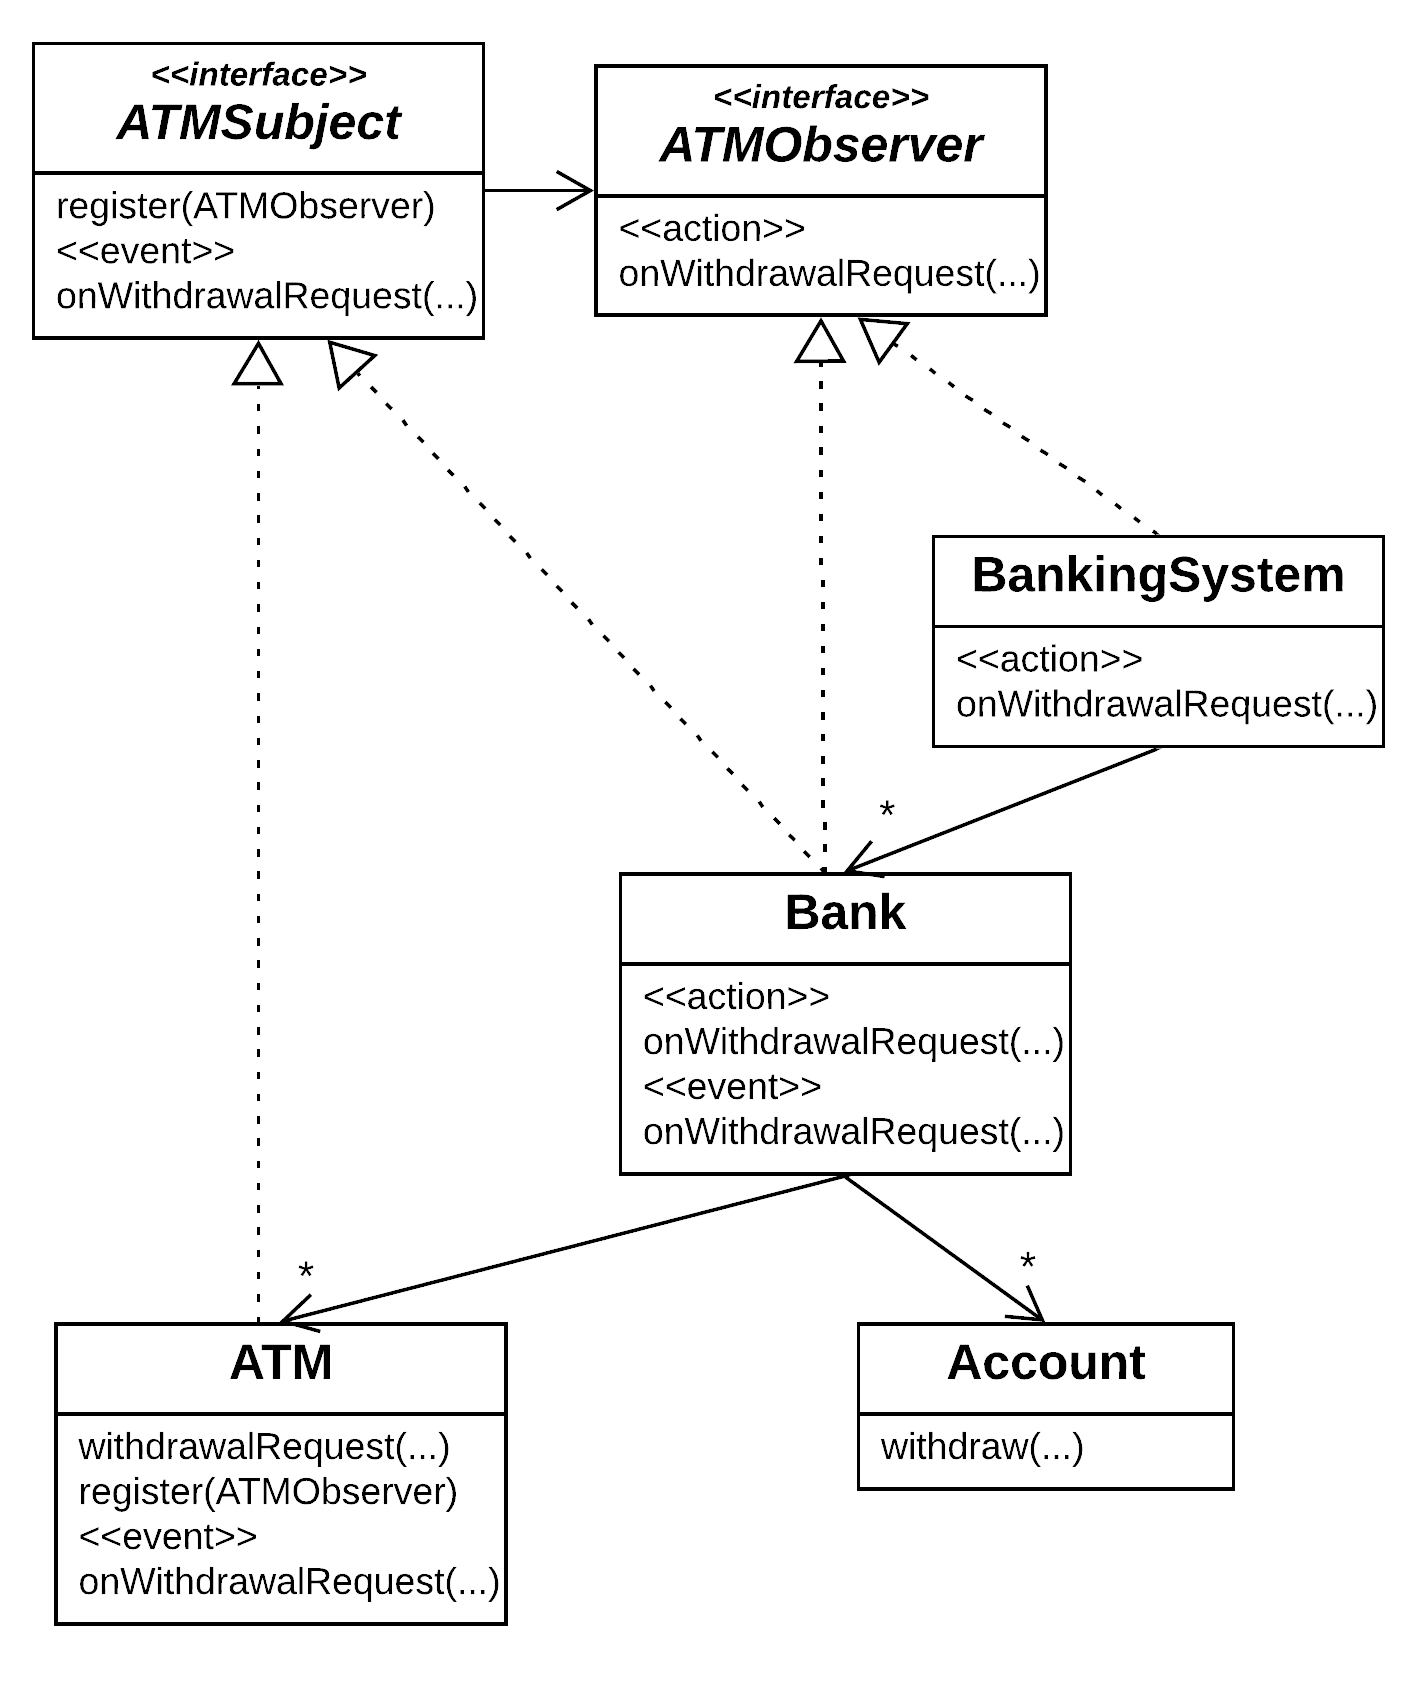 <<interface>>
ATMSubject
register(ATMObserver)
<<event>>
onWithdrawalRequest(...)
<<interface>>
ATMObserver
<<action>>
onWithdrawalRequest(...)
BankingSystem
<<action>>
onWithdrawalRequest(...)
*
Bank
<<action>>
onWithdrawalRequest(...)
<<event>>
onWithdrawalRequest(...)
*
*
ATM
withdrawalRequest(...)
register(ATMObserver)
<<event>>
onWithdrawalRequest(...)
Account
withdraw(...)